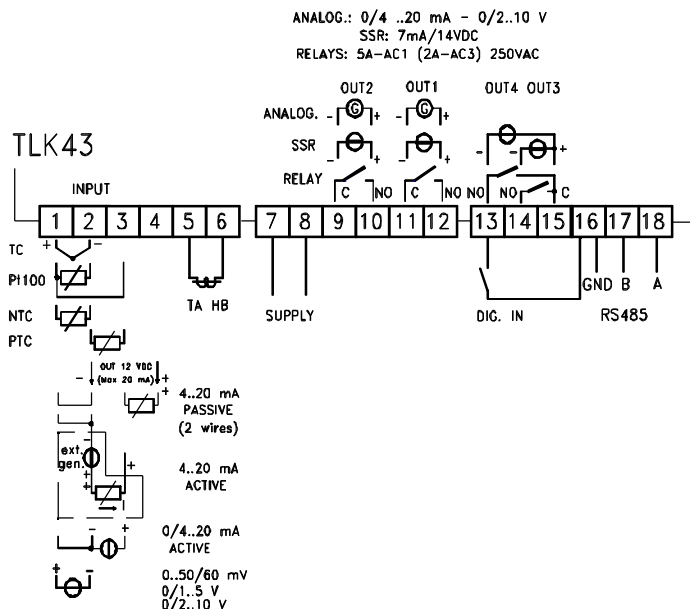 ANALOG.: 0/4 ..20 mA - 0/2..10 V
SSR: 7mA/14VDC
RELAYS: 5A-AC1 (2A-AC3) 250VAC
OUT2 OUT1 OUT4 OUT3
ANALOG. - G + - G +
SSR - + - + - - +
RELAY C NO C NO NO NO C
TLK43
INPUT
1 2 3 4 5 6 7 8 9 10 11 12 13 14 15 16 17 18
TC + -
PI100
NTC
PTC
TA HB
SUPPLY
DIG. IN
GND B A
RS485
OUT 12 VDC
(Max 20 mA)
- +
+
4..20 mA
PASSIVE
(2 wires)
ext.
gen.
-
+
+
+
I
4..20 mA
ACTIVE
- +
0/4..20 mA
ACTIVE
+ -
0..50/60 mV
0/1..5 V
0/2..10 V